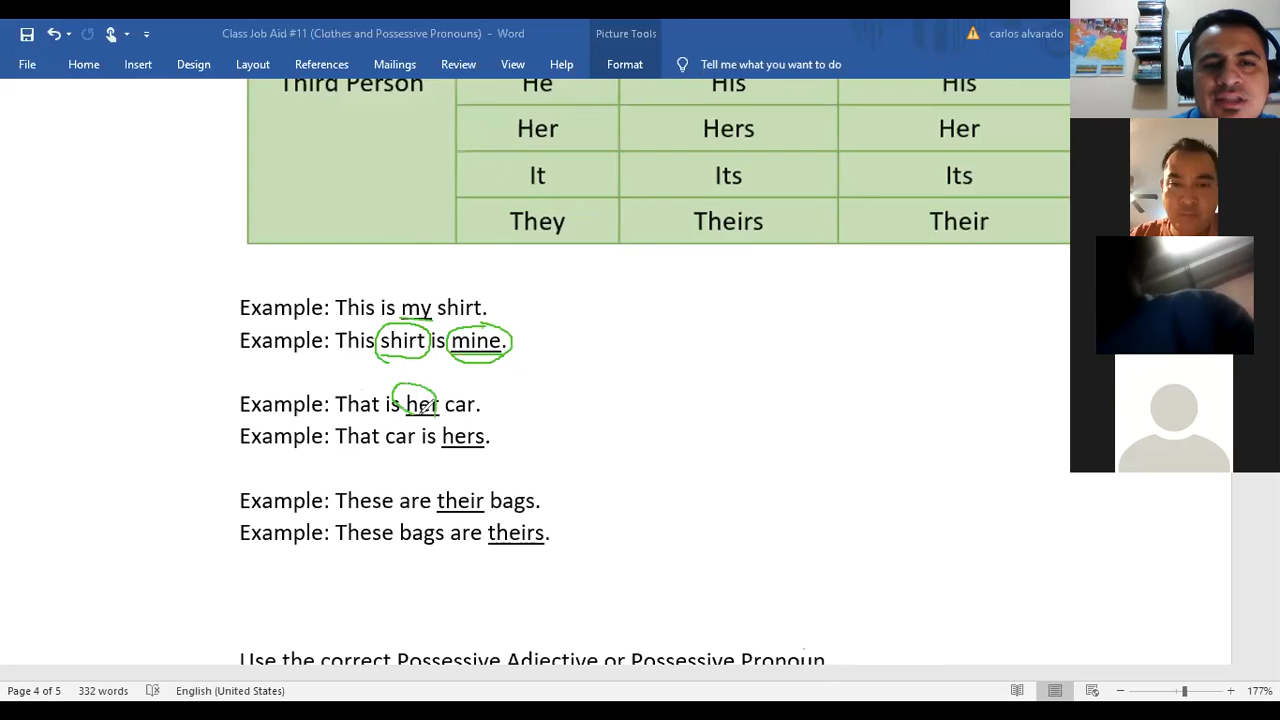 Class Job Aid #11 (Clothes and Possessive Pronouns) - Word
Picture Tools
carlos alvarado
File Home Insert Design Layout References Mailings Review View Help Format Tell me what you want to do
Third Person He His His
Her Hers Her
It Its Its
They Theirs Their
Example: This is my shirt.
Example: This shirt is mine.
Example: That is her car.
Example: That car is hers.
Example: These are their bags.
Example: These bags are theirs.
Use the correct Possessive Adjective or Possessive Pronoun
Page 4 of 5 332 words English (United States) 177%